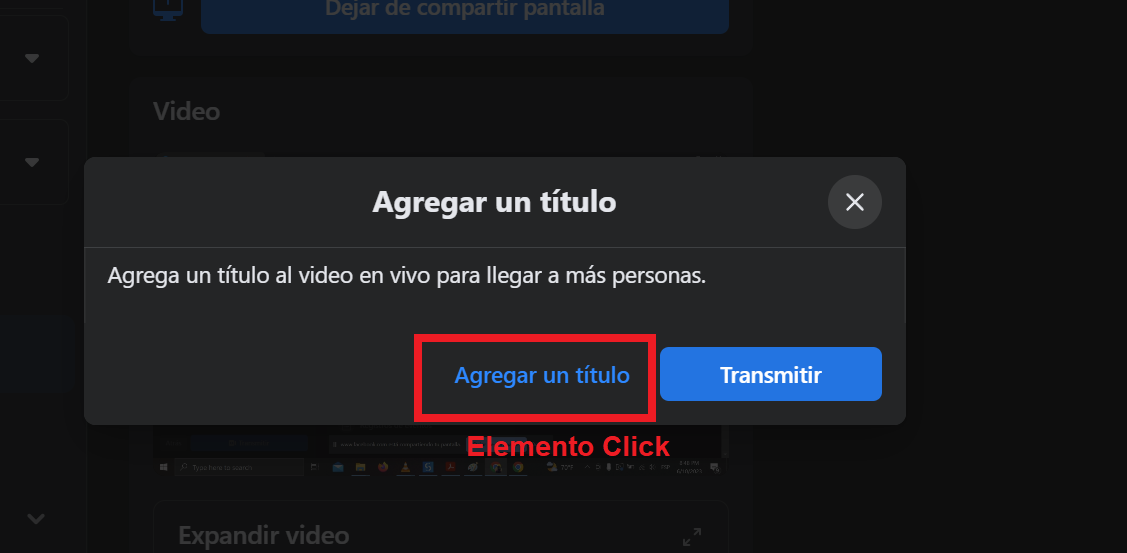 Dejar de compartir pantalla
Video
Agregar un título
Agrega un título al video en vivo para llegar a más personas.
Agregar un título
Transmitir
Elemento Click
Type here to search
Expandir video